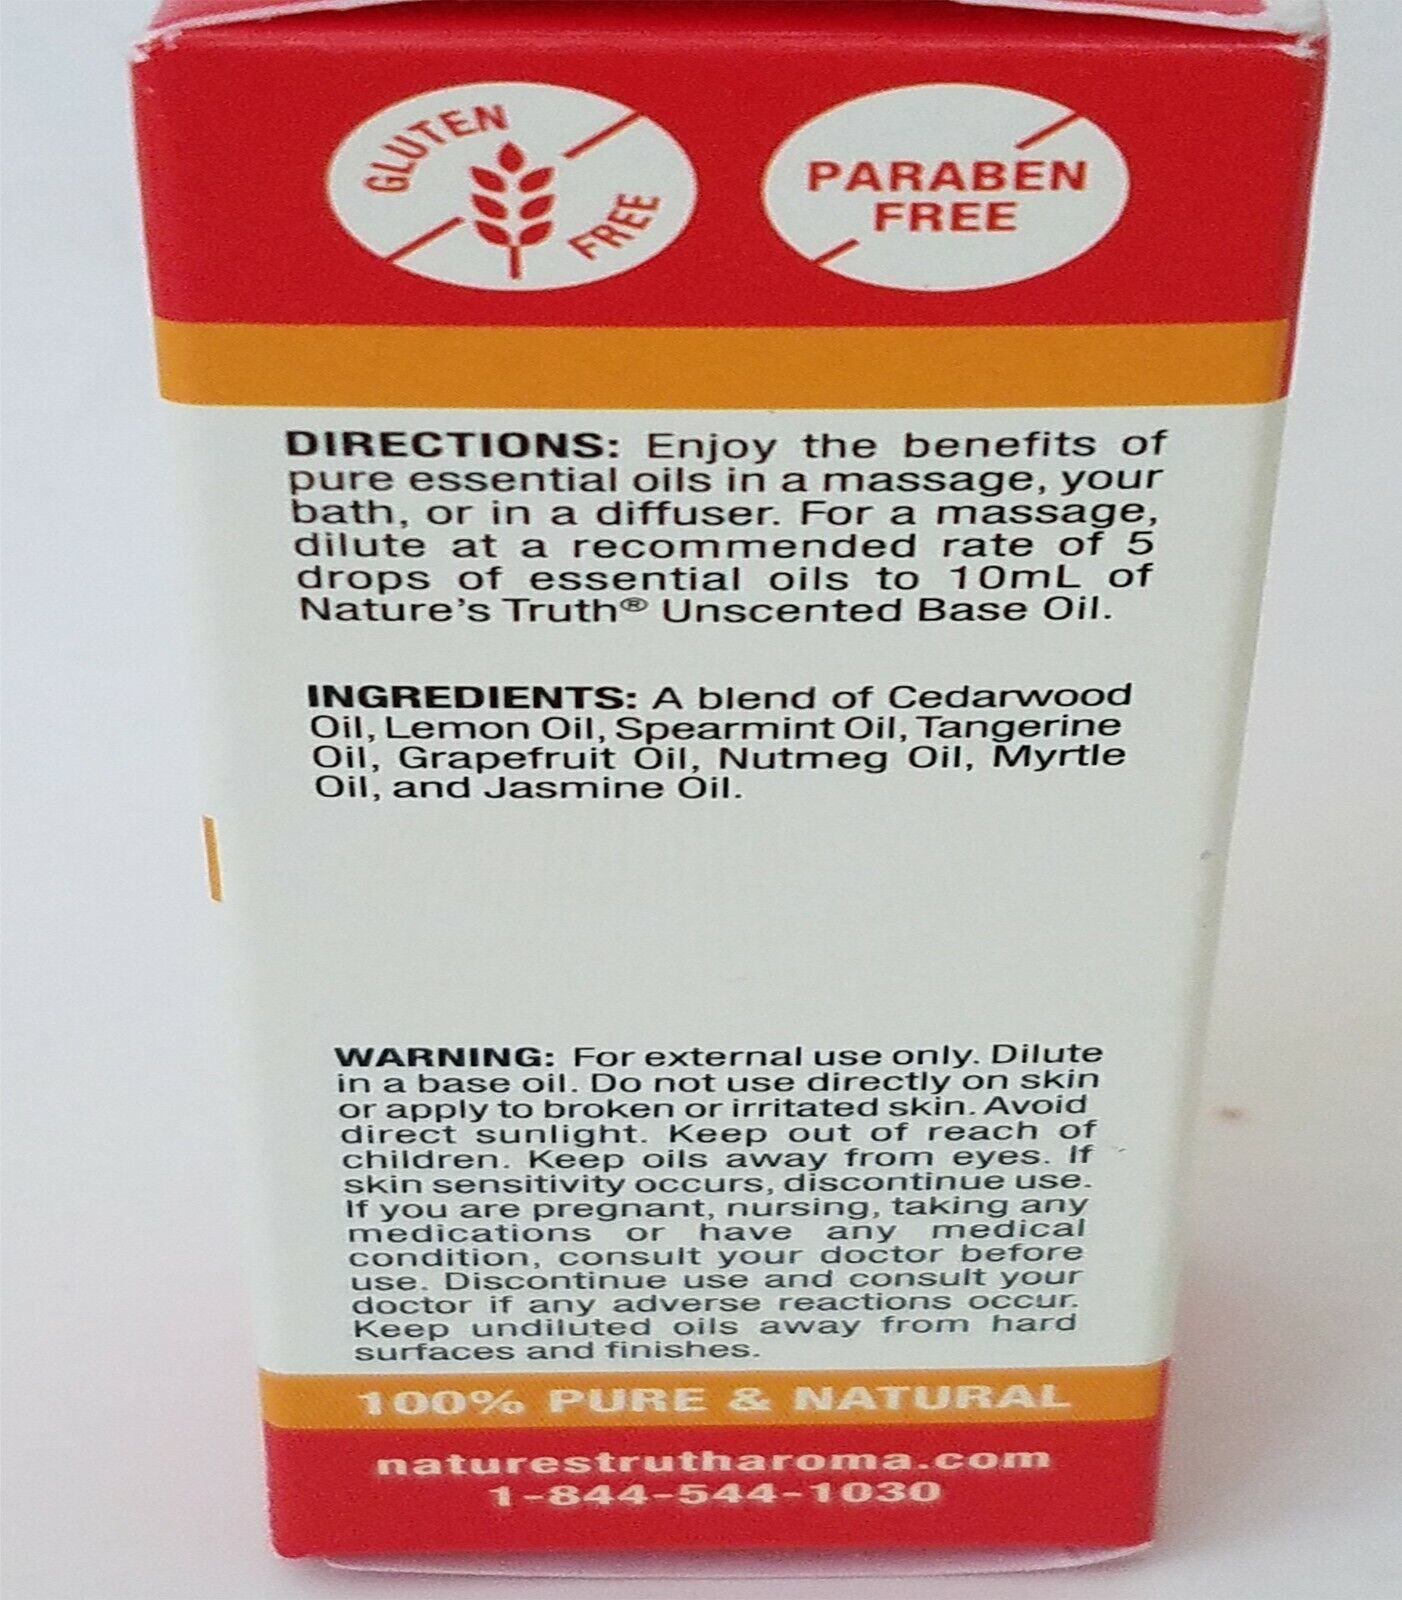 GLUTEN
FREE
PARABEN
FREE
DIRECTIONS: Enjoy the benefits of
pure essential oils in a massage, your
bath, or in a diffuser. For a massage,
dilute at a recommended rate of 5
drops of essential oils to 10mL of
Nature's Truth® Unscented Base Oil.
INGREDIENTS: A blend of Cedarwood
Oil, Lemon Oil, Spearmint Oil, Tangerine
Oil, Grapefruit Oil, Nutmeg Oil, Myrtle
Oil, and Jasmine Oil.
WARNING: For external use only. Dilute
in a base oil. Do not use directly on skin
or apply to broken or irritated skin. Avoid
direct sunlight. Keep out of reach of
children. Keep oils away from eyes. If
skin sensitivity occurs, discontinue use.
If you are pregnant, nursing, taking any
medications or have any medical
condition, consult your doctor before
use. Discontinue use and consult your
doctor if any adverse reactions occur.
Keep undiluted oils away from hard
surfaces and finishes.
100% PURE & NATURAL
naturestrutharoma.com
1-844-544-1030